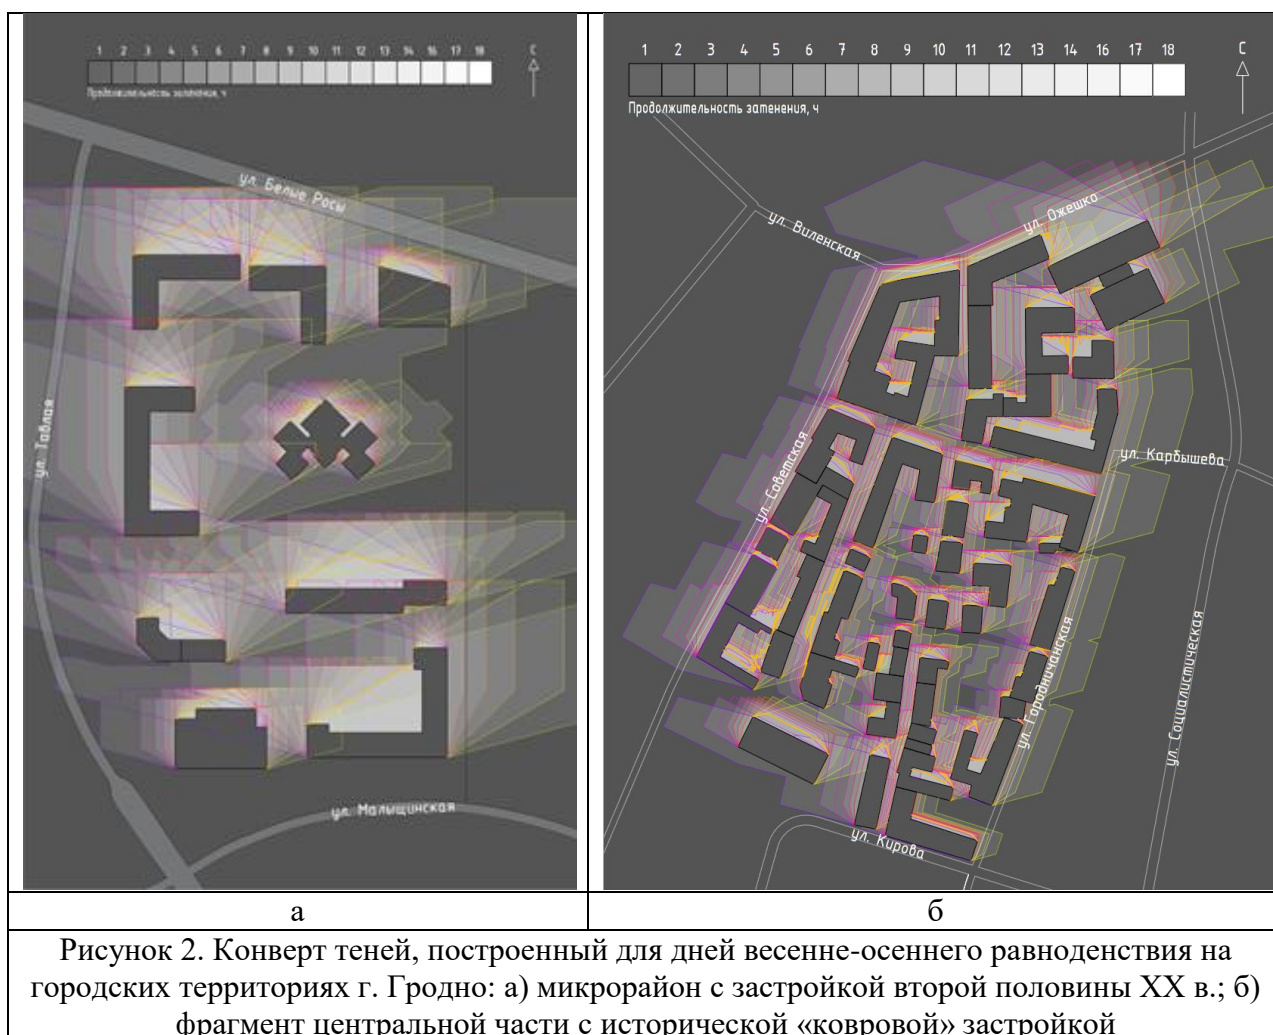 1 2 3 4 5 6 7 8 9 10 11 12 13 14 16 17 18
Продолжительность затенения, ч
С
ул. Белые Росы
ул. Тавлая
ул. Малыщинская
1 2 3 4 5 6 7 8 9 10 11 12 13 14 16 17 18
Продолжительность затенения, ч
С
ул. Ожешко
ул. Виленская
ул. Советская
ул. Карбышева
ул. Городничанская
ул. Социалистическая
ул. Кирова
а
б
Рисунок 2. Конверт теней, построенный для дней весенне-осеннего равноденствия на
городских территориях г. Гродно: а) микрорайон с застройкой второй половины XX в.; б)
фрагмент центральной части с исторической «ковровой» застройкой